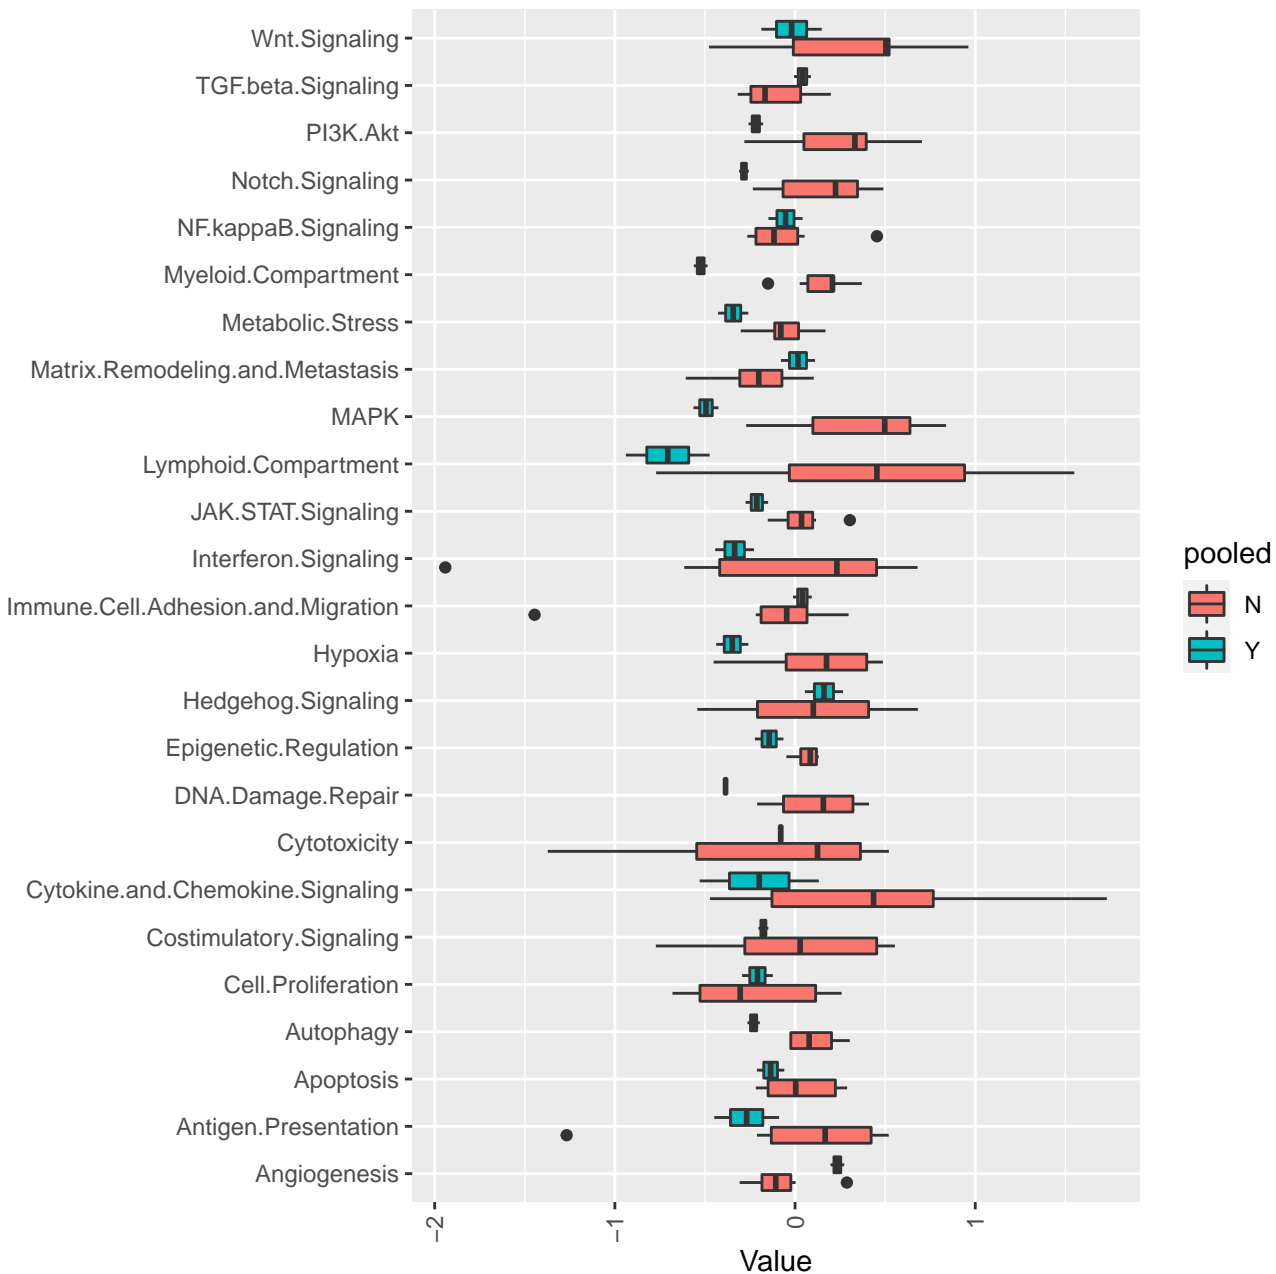 Wnt.Signaling
TGF.beta.Signaling
PI3K.Akt
Notch.Signaling
NF.kappaB.Signaling
Myeloid.Compartment
Metabolic.Stress
Matrix.Remodeling.and.Metastasis
MAPK
Lymphoid.Compartment
JAK.STAT.Signaling
Interferon.Signaling
Immune.Cell.Adhesion.and.Migration
Hypoxia
Hedgehog.Signaling
Epigenetic.Regulation
DNA.Damage.Repair
Cytotoxicity
Cytokine.and.Chemokine.Signaling
Costimulatory.Signaling
Cell.Proliferation
Autophagy
Apoptosis
Antigen.Presentation
Angiogenesis
−2 −1 0 1
Value
pooled
N
Y